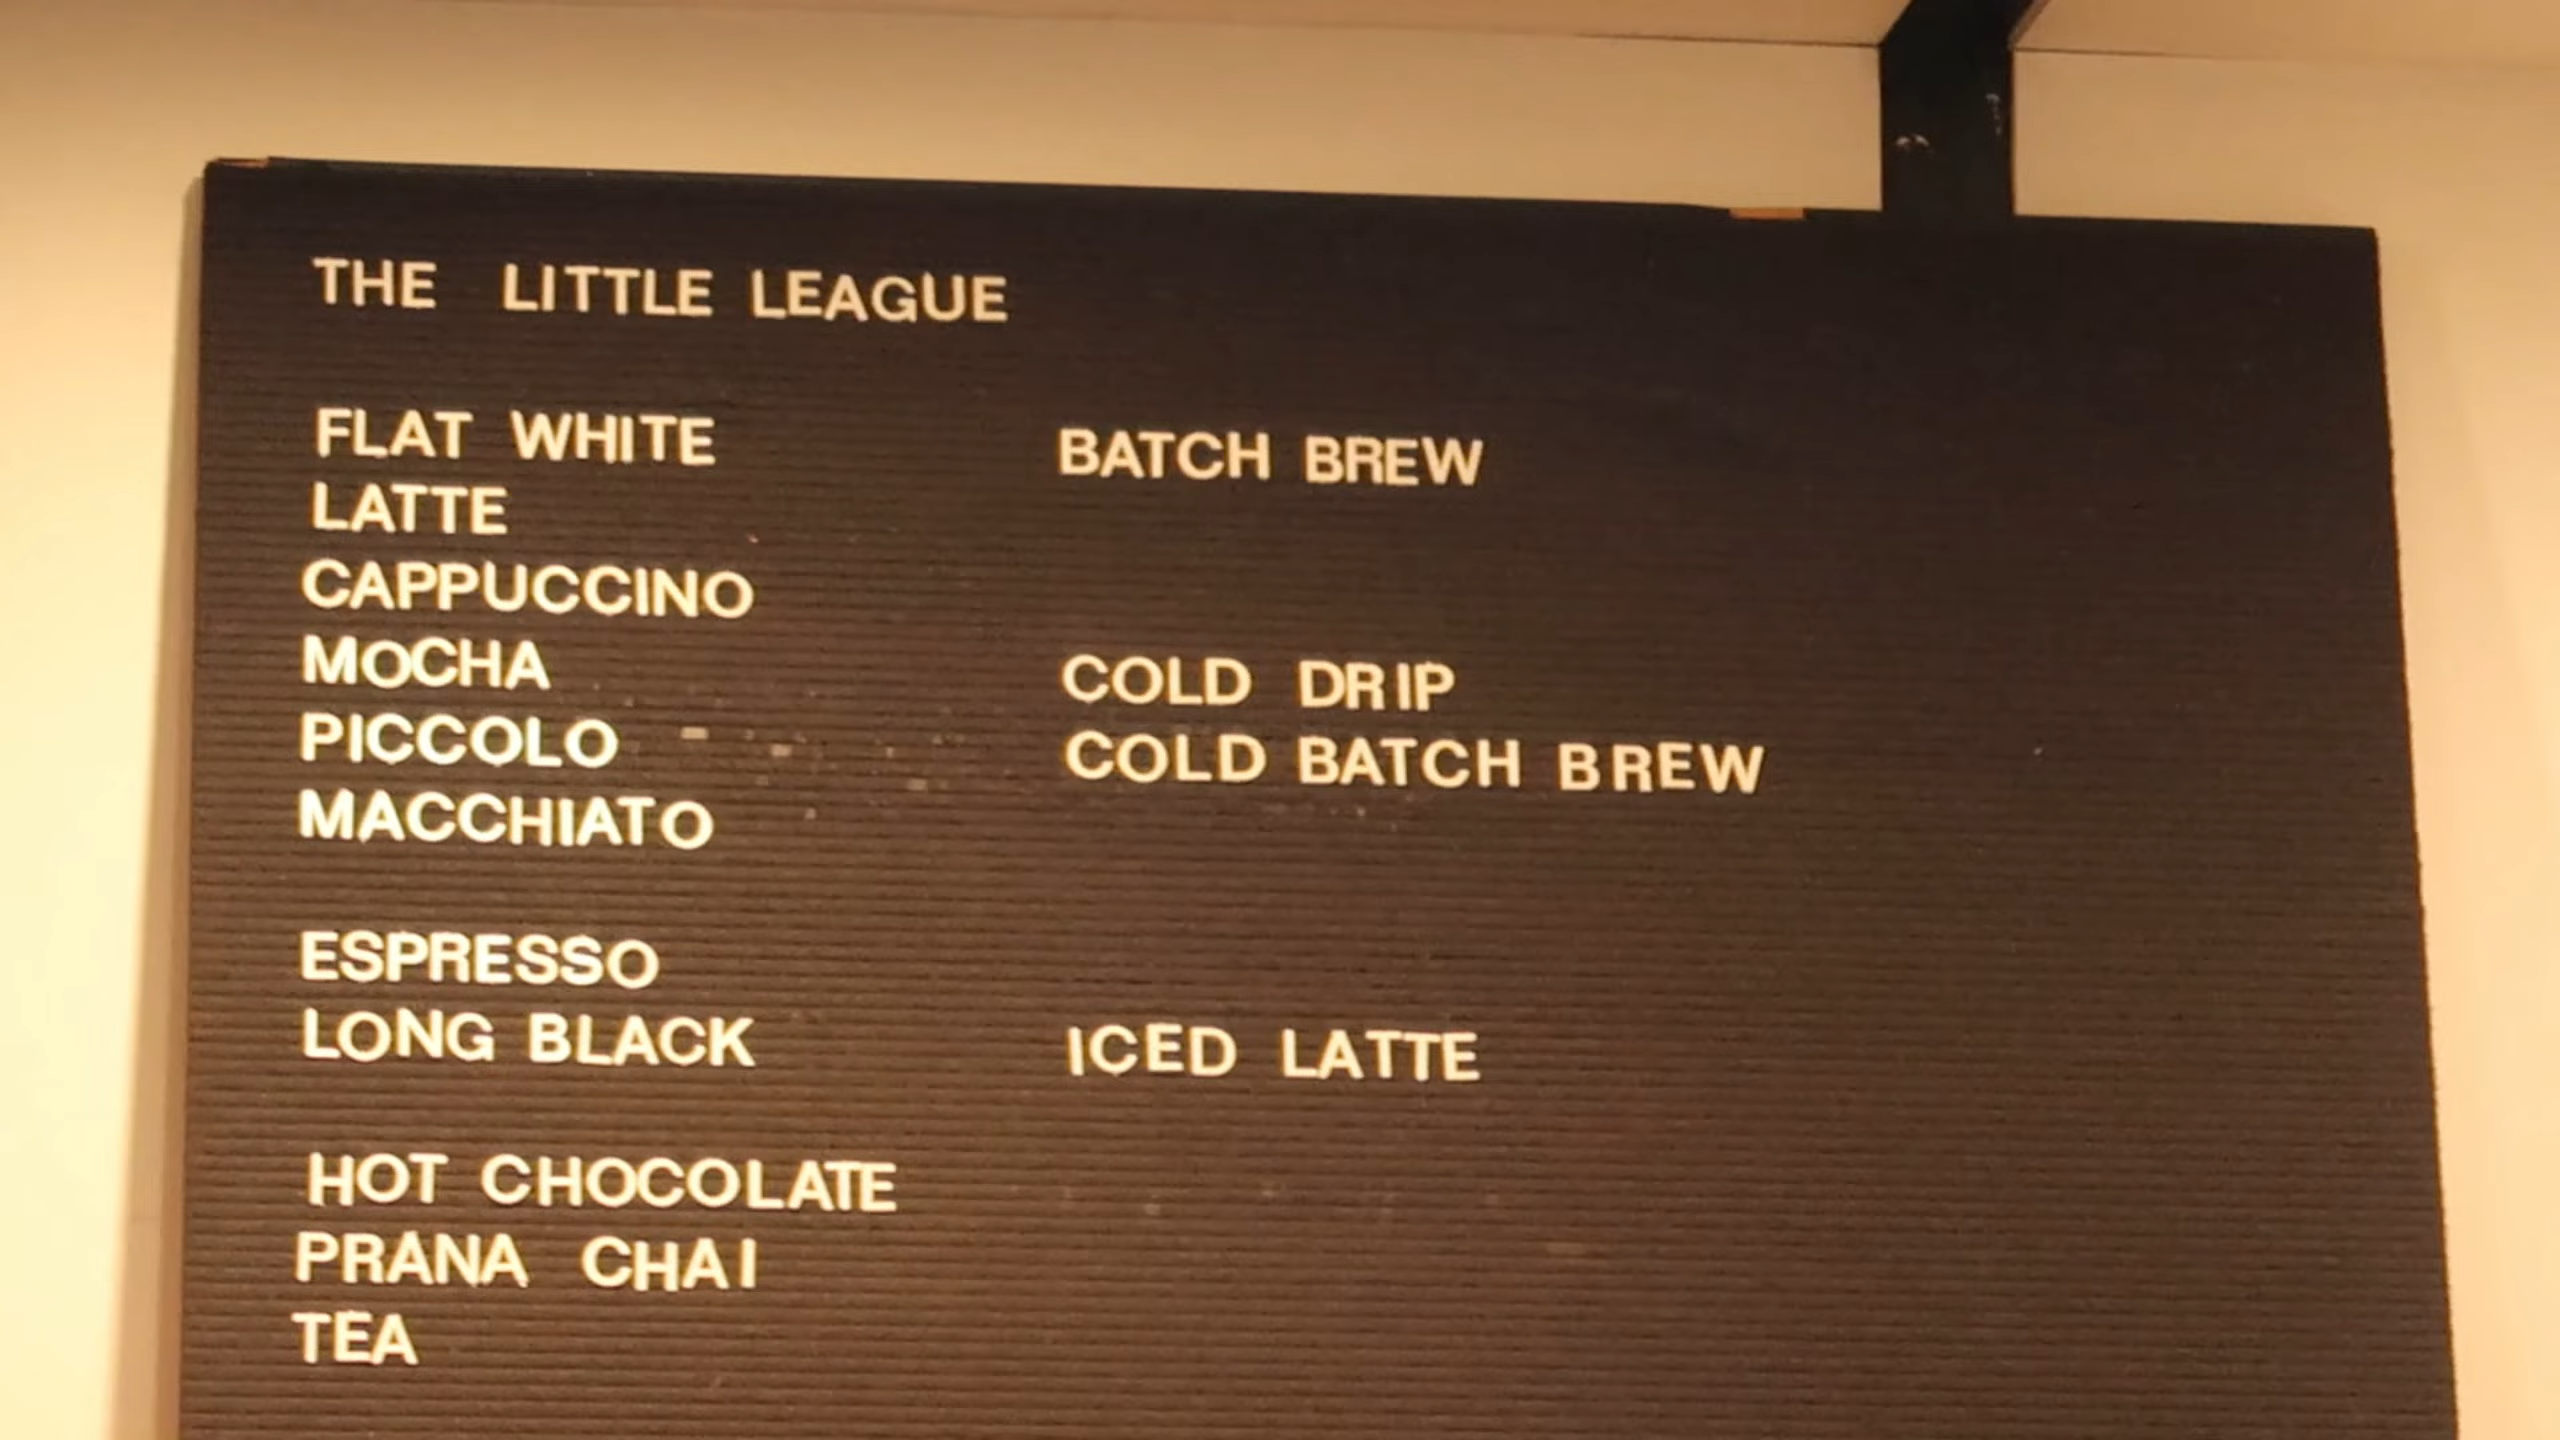 THE LITTLE LEAGUE
FLAT WHITE
LATTE
CAPPUCCINO
MOCHA
PICCOLO
MACCHIATO
ESPRESSO
LONG BLACK
HOT CHOCOLATE
PRANA CHAI
TEA
BATCH BREW
COLD DRIP
COLD BATCH BREW
ICED LATTE